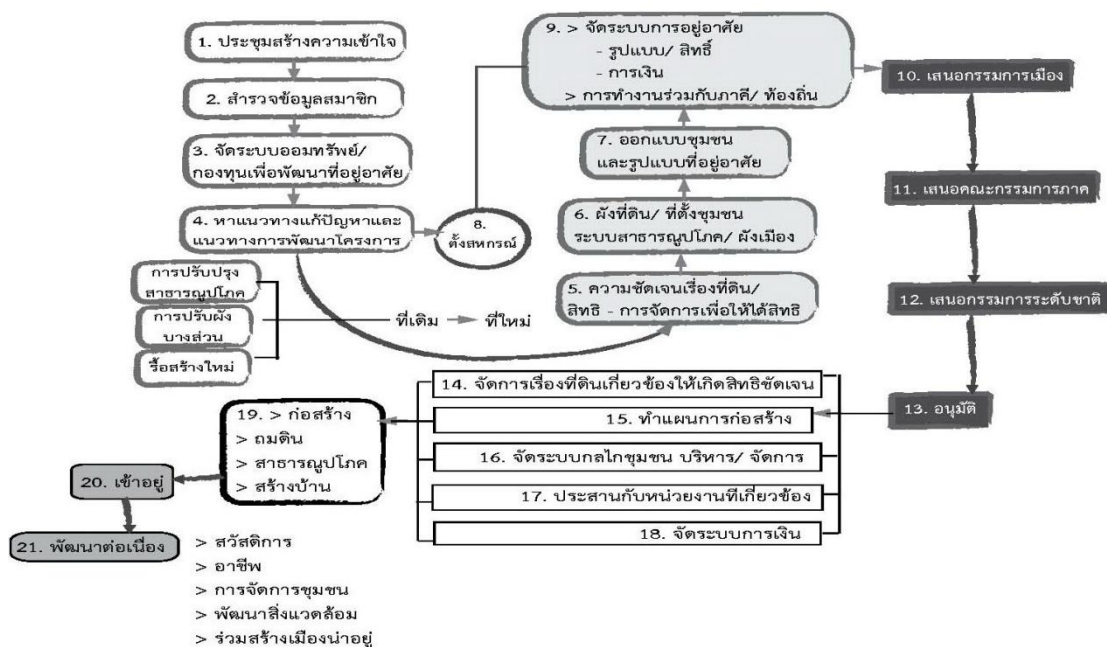 1. ประชุมสร้างความเข้าใจ
2. สำรวจข้อมูลสมาชิก
3. จัดระบบออมทรัพย์/
กองทุนเพื่อพัฒนาที่อยู่อาศัย
4. หาแนวทางแก้ปัญหาและ
แนวทางการพัฒนาโครงการ
การปรับปรุง
สาธารณูปโภค
การปรับผัง
บางส่วน
รื้อสร้างใหม่
ที่เดิม
ที่ใหม่
8.
ตั้งสหกรณ์
9. > จัดระบบการอยู่อาศัย
- รูปแบบ/ สิทธิ์
- การเงิน
> การทำงานร่วมกับภาคี/ ท้องถิ่น
7. ออกแบบชุมชน
และรูปแบบที่อยู่อาศัย
6. ผังที่ดิน/ ที่ตั้งชุมชน
ระบบสาธารณูปโภค/ ผังเมือง
5. ความชัดเจนเรื่องที่ดิน/
สิทธิ - การจัดการเพื่อให้ได้สิทธิ
10. เสนอกรรมการเมือง
11. เสนอคณะกรรมการภาค
12. เสนอกรรมการระดับชาติ
13. อนุมัติ
14. จัดการเรื่องที่ดินเกี่ยวข้องให้เกิดสิทธิชัดเจน
15. ทำแผนการก่อสร้าง
16. จัดระบบกลไกชุมชน บริหาร/ จัดการ
17. ประสานกับหน่วยงานที่เกี่ยวข้อง
18. จัดระบบการเงิน
19. > ก่อสร้าง
> ถมดิน
> สาธารณูปโภค
> สร้างบ้าน
20. เข้าอยู่
21. พัฒนาต่อเนื่อง
> สวัสดิการ
> อาชีพ
> การจัดการชุมชน
> พัฒนาสิ่งแวดล้อม
> ร่วมสร้างเมืองน่าอยู่